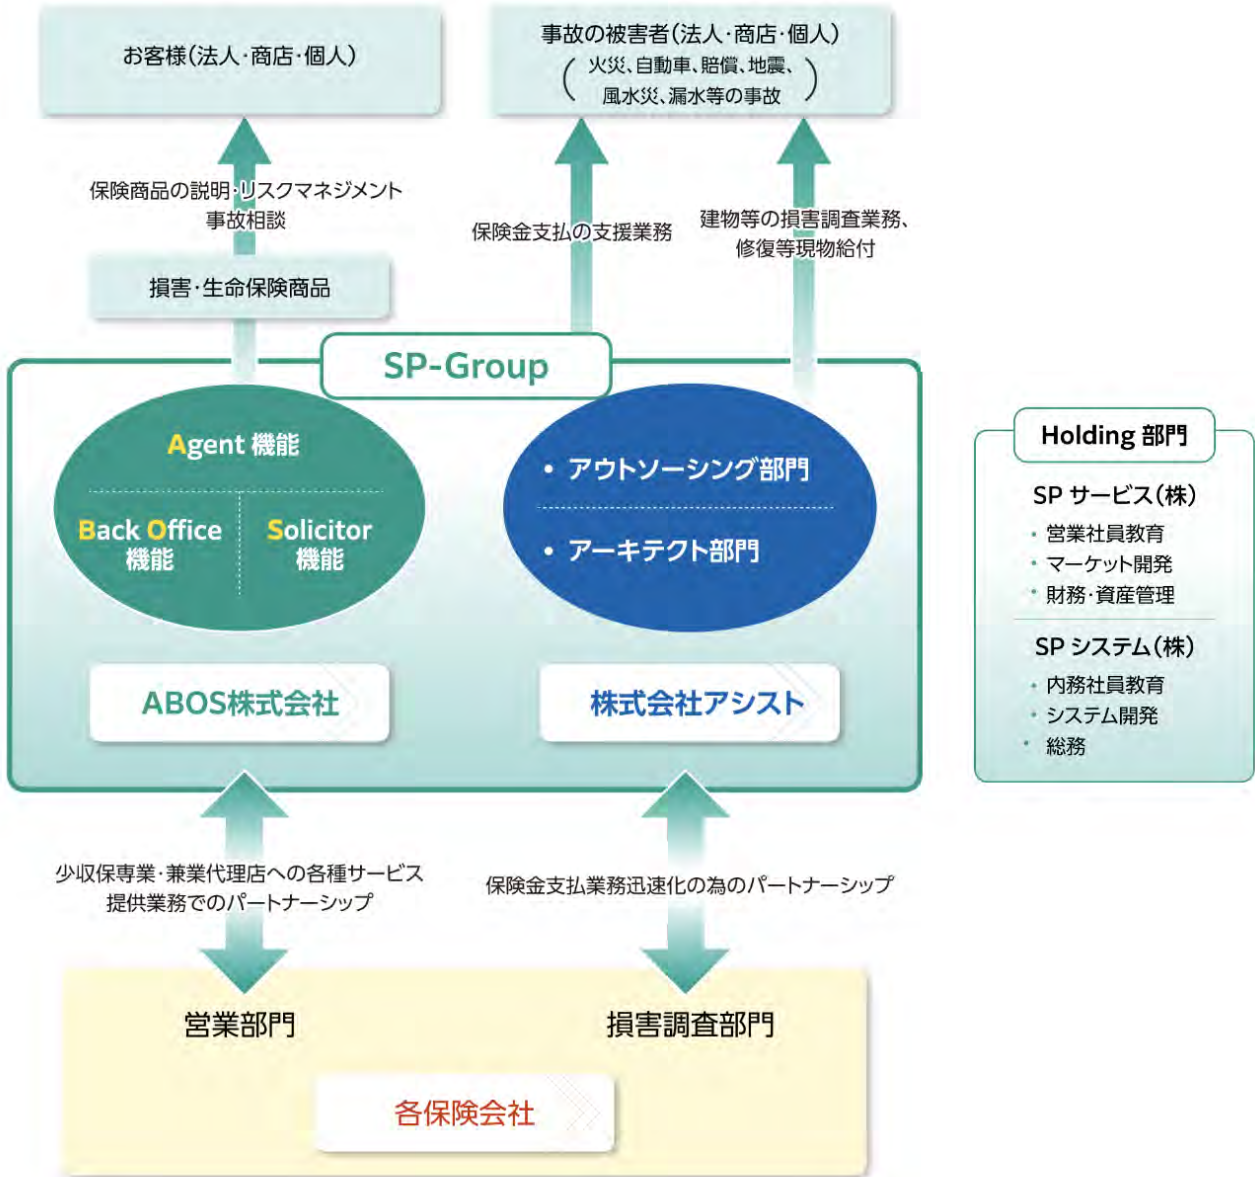 お客様(法人・商店・個人)
事故の被害者(法人・商店・個人)
(火災、自動車、賠償、地震、
風水災、漏水等の事故)
保険商品の説明・リスクマネジメント
事故相談
保険金支払の支援業務
建物等の損害調査業務、
修復等現物給付
損害・生命保険商品
SP-Group
Agent 機能
Back Office
機能
Solicitor
機能
・アウトソーシング部門
・アーキテクト部門
ABOS株式会社
株式会社アシスト
Holding 部門
SP サービス(株)
・営業社員教育
・マーケット開発
・財務・資産管理
SP システム(株)
・内務社員教育
・システム開発
・総務
少収保専業・兼業代理店への各種サービス
提供業務でのパートナーシップ
保険金支払業務迅速化の為のパートナーシップ
営業部門
損害調査部門
各保険会社